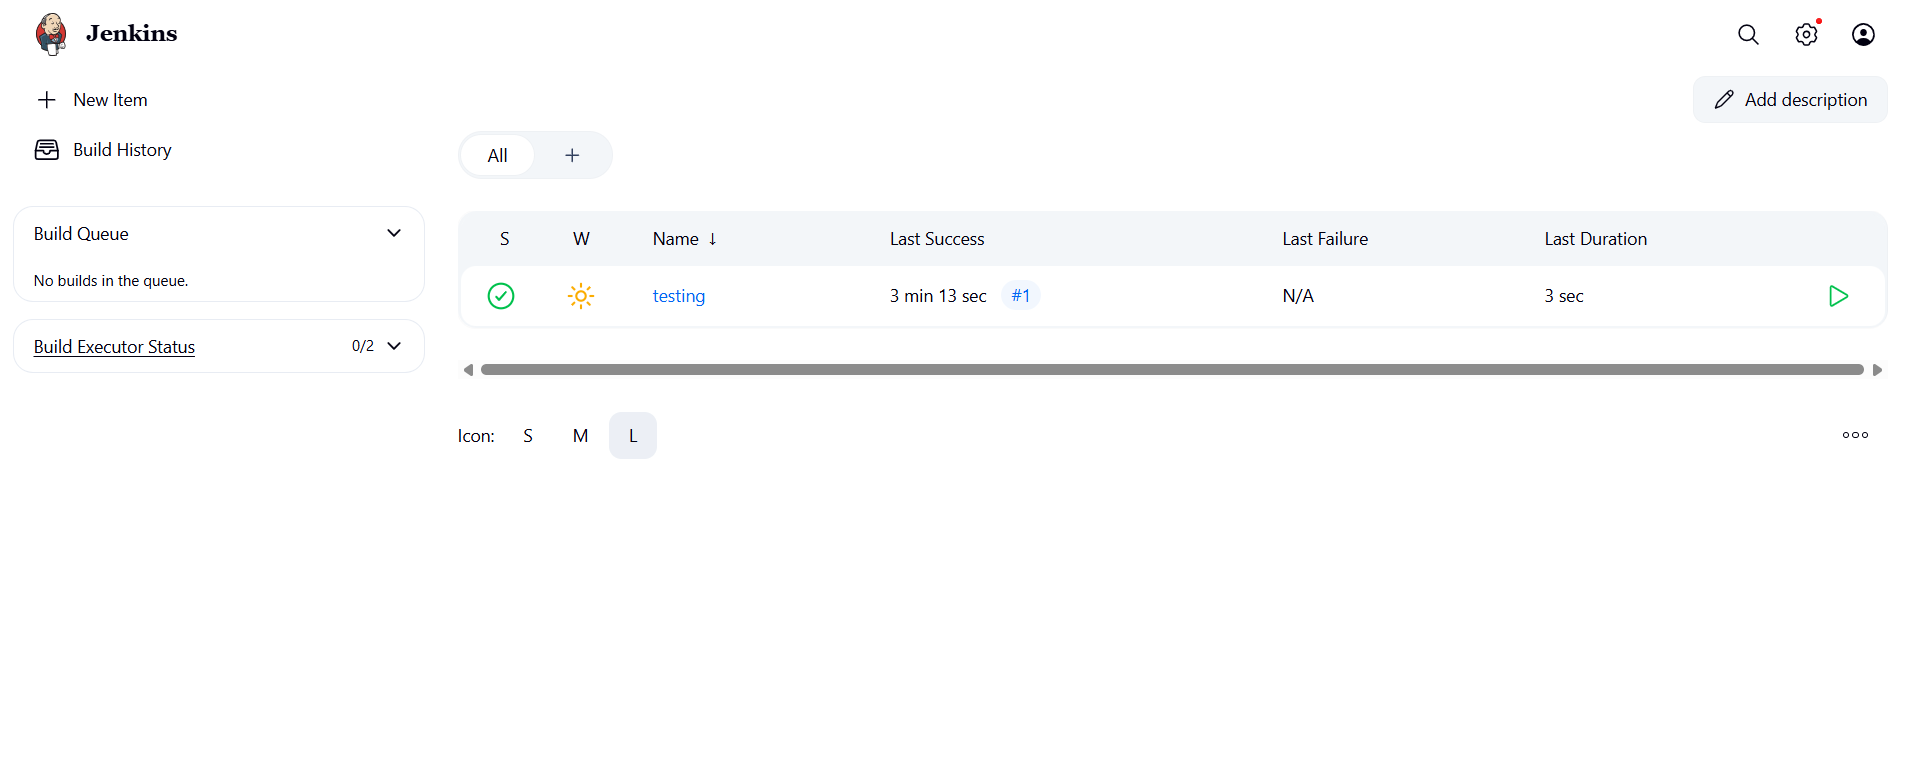 Jenkins
New Item
Add description
Build History
All
Build Queue
No builds in the queue.
Build Executor Status 0/2
S W Name ↓ Last Success Last Failure Last Duration
testing 3 min 13 sec #1 N/A 3 sec
Icon: S M L